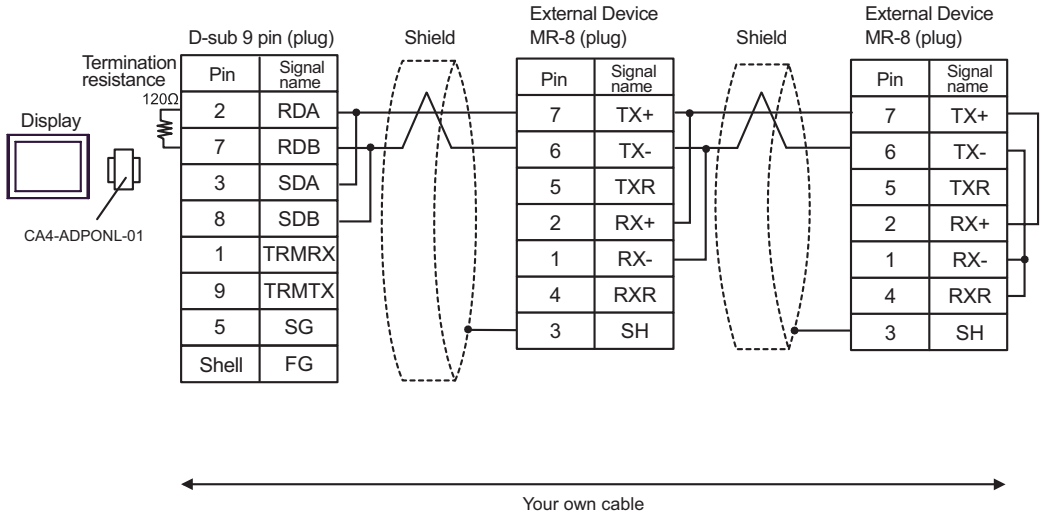 External Device
MR-8 (plug)
External Device
MR-8 (plug)
D-sub 9 pin (plug)
Shield
Shield
Termination
resistance
120Ω
Display
CA4-ADPONL-01
Pin Signal name
2 RDA
7 RDB
3 SDA
8 SDB
1 TRMRX
9 TRMTX
5 SG
Shell FG
Pin Signal name
7 TX+
6 TX-
5 TXR
2 RX+
1 RX-
4 RXR
3 SH
Pin Signal name
7 TX+
6 TX-
5 TXR
2 RX+
1 RX-
4 RXR
3 SH
Your own cable